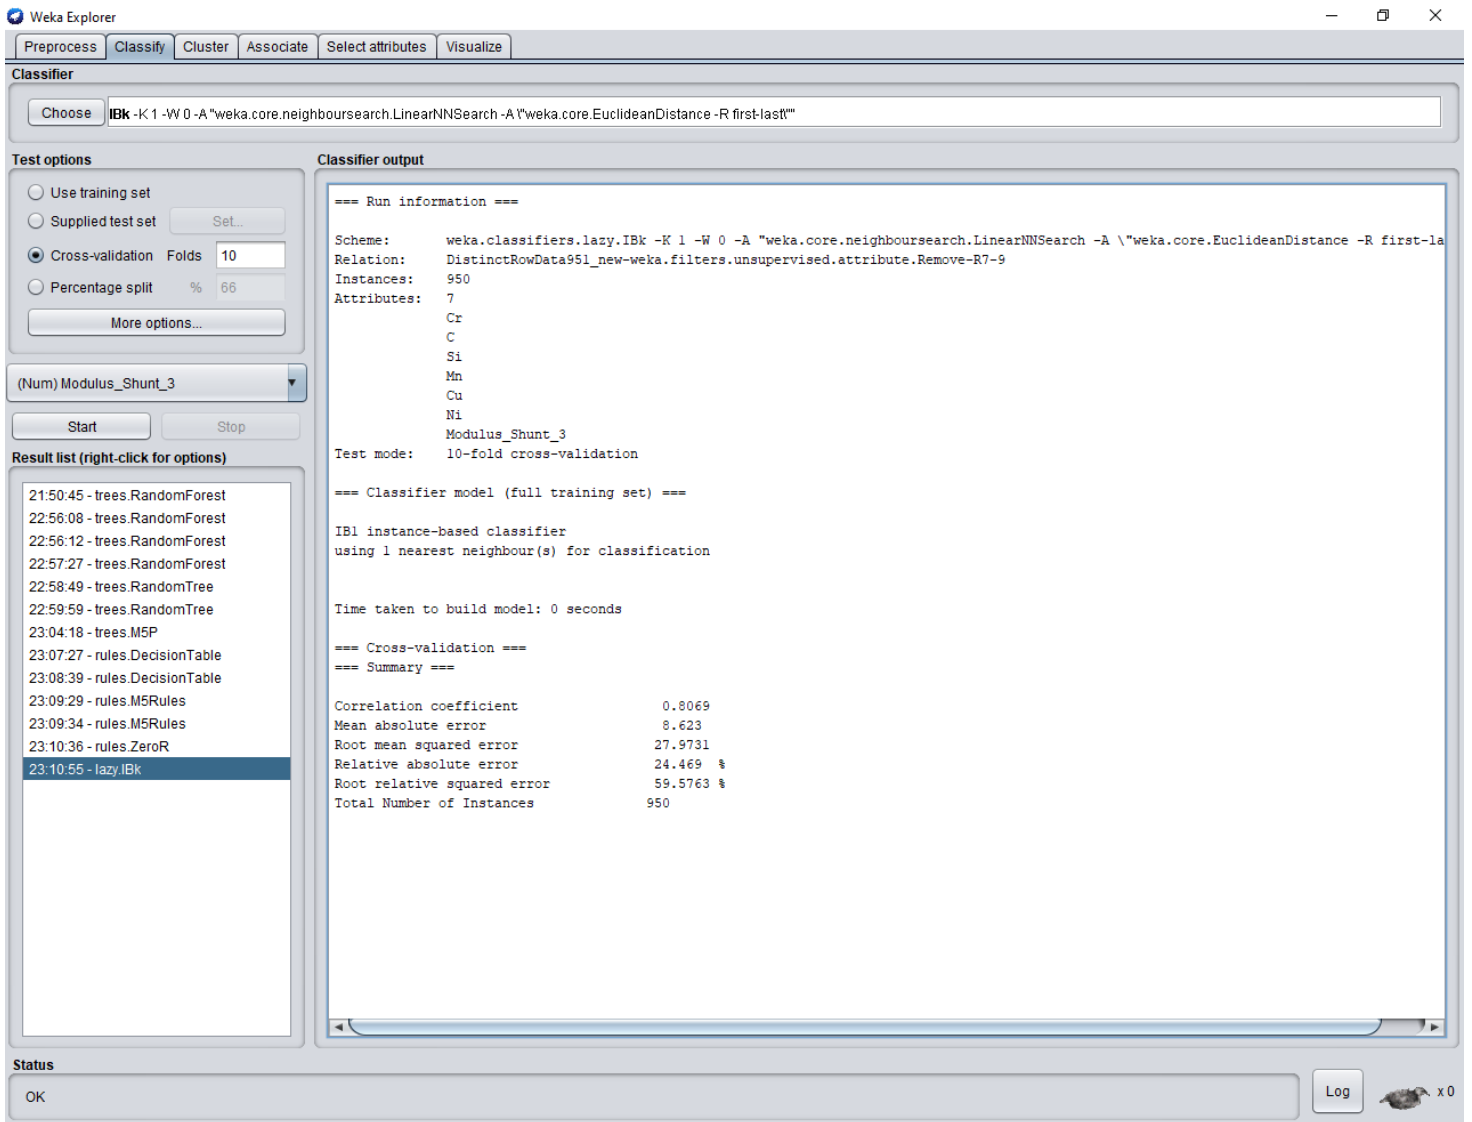 Weka Explorer
Preprocess Classify Cluster Associate Select attributes Visualize
Classifier
Choose IBk -K 1 -W 0 -A "weka.core.neighboursearch.LinearNNSearch -A \"weka.core.EuclideanDistance -R first-last\""
Test options
Use training set
Supplied test set Set...
Cross-validation Folds 10
Percentage split % 66
More options...
(Num) Modulus_Shunt_3
Start Stop
Result list (right-click for options)
21:50:45 - trees.RandomForest
22:56:08 - trees.RandomForest
22:56:12 - trees.RandomForest
22:57:27 - trees.RandomForest
22:58:49 - trees.RandomTree
22:59:59 - trees.RandomTree
23:04:18 - trees.M5P
23:07:27 - rules.DecisionTable
23:08:39 - rules.DecisionTable
23:09:29 - rules.M5Rules
23:09:34 - rules.M5Rules
23:10:36 - rules.ZeroR
23:10:55 - lazy.IBk
Classifier output
=== Run information ===
Scheme: weka.classifiers.lazy.IBk -K 1 -W 0 -A "weka.core.neighboursearch.LinearNNSearch -A \"weka.core.EuclideanDistance -R first-la
Relation: DistinctRowData951_new-weka.filters.unsupervised.attribute.Remove-R7-9
Instances: 950
Attributes: 7
Cr
C
Si
Mn
Cu
Ni
Modulus_Shunt_3
Test mode: 10-fold cross-validation
=== Classifier model (full training set) ===
IB1 instance-based classifier
using 1 nearest neighbour(s) for classification
Time taken to build model: 0 seconds
=== Cross-validation ===
=== Summary ===
Correlation coefficient 0.8069
Mean absolute error 8.623
Root mean squared error 27.9731
Relative absolute error 24.469 %
Root relative squared error 59.5763 %
Total Number of Instances 950
Status
OK
Log
x 0